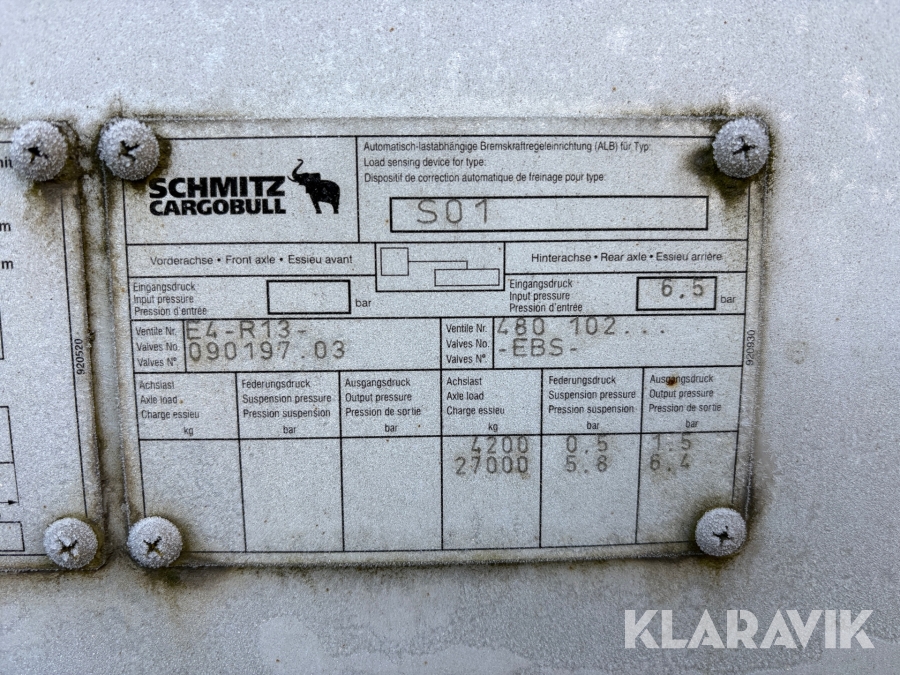 SCHMITZ
CARGOBULL
Automatisch-lastabhängige Bremskraftregeleinrichtung (ALB) für Typ:
Load sensing device for type:
Dispositif de correction automatique de freinage pour type:
S01
Vorderachse • Front axle • Essieu avant
Hinterachse • Rear axle • Essieu arrière
Eingangsdruck
Input pressure
Pression d'entrée
bar
Eingangsdruck
Input pressure
Pression d'entrée
6.5
bar
Ventile Nr.
Valves No.
Valves N°
E4-R13-
090197.03
Ventile Nr.
Valves No.
Valves N°
480 102...
-EBS-
Achslast
Axle load
Charge essieu
kg
Federungsdruck
Suspension pressure
Pression suspension
bar
Ausgangsdruck
Output pressure
Pression de sortie
bar
Achslast
Axle load
Charge essieu
kg
Federungsdruck
Suspension pressure
Pression suspension
bar
Ausgangsdruck
Output pressure
Pression de sortie
bar
4200 0.5 1.5
27000 5.8 6.4
920520
920930
m
m
KLARAVIK